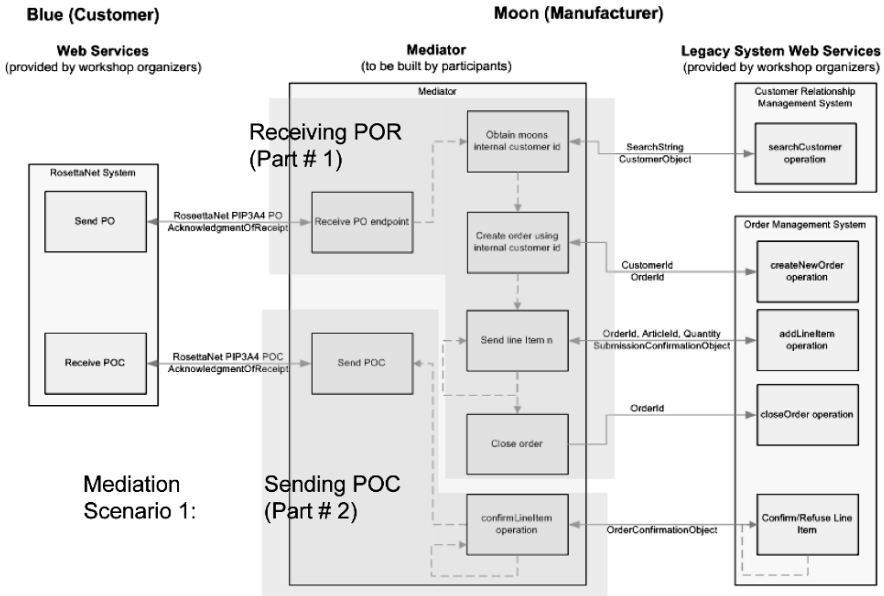 Blue (Customer)
Moon (Manufacturer)
Web Services
(provided by workshop organizers)
Mediator
(to be built by participants)
Legacy System Web Services
(provided by workshop organizers)
Mediator
Customer Relationship
Management System
Receiving POR
(Part # 1)
Obtain moons
internal customer id
SearchString
CustomerObject
searchCustomer
operation
RosettaNet System
Send PO
RoseettaNet PIP3A4 PO
AcknowledgmentOfReceipt
Receive PO endpoint
Create order using
internal customer id
CustomerId
OrderId
Order Management System
createNewOrder
operation
Receive POC
RosettaNet PIP3A4 POC
AcknowledgmentOfReceipt
Send POC
Send line Item n
OrderId, ArticleId, Quantity
SubmissionConfirmationObject
addLineItem
operation
Close order
OrderId
closeOrder operation
Mediation
Scenario 1:
Sending POC
(Part # 2)
confirmLineItem
operation
OrderConfirmationObject
Confirm/Refuse Line
Item